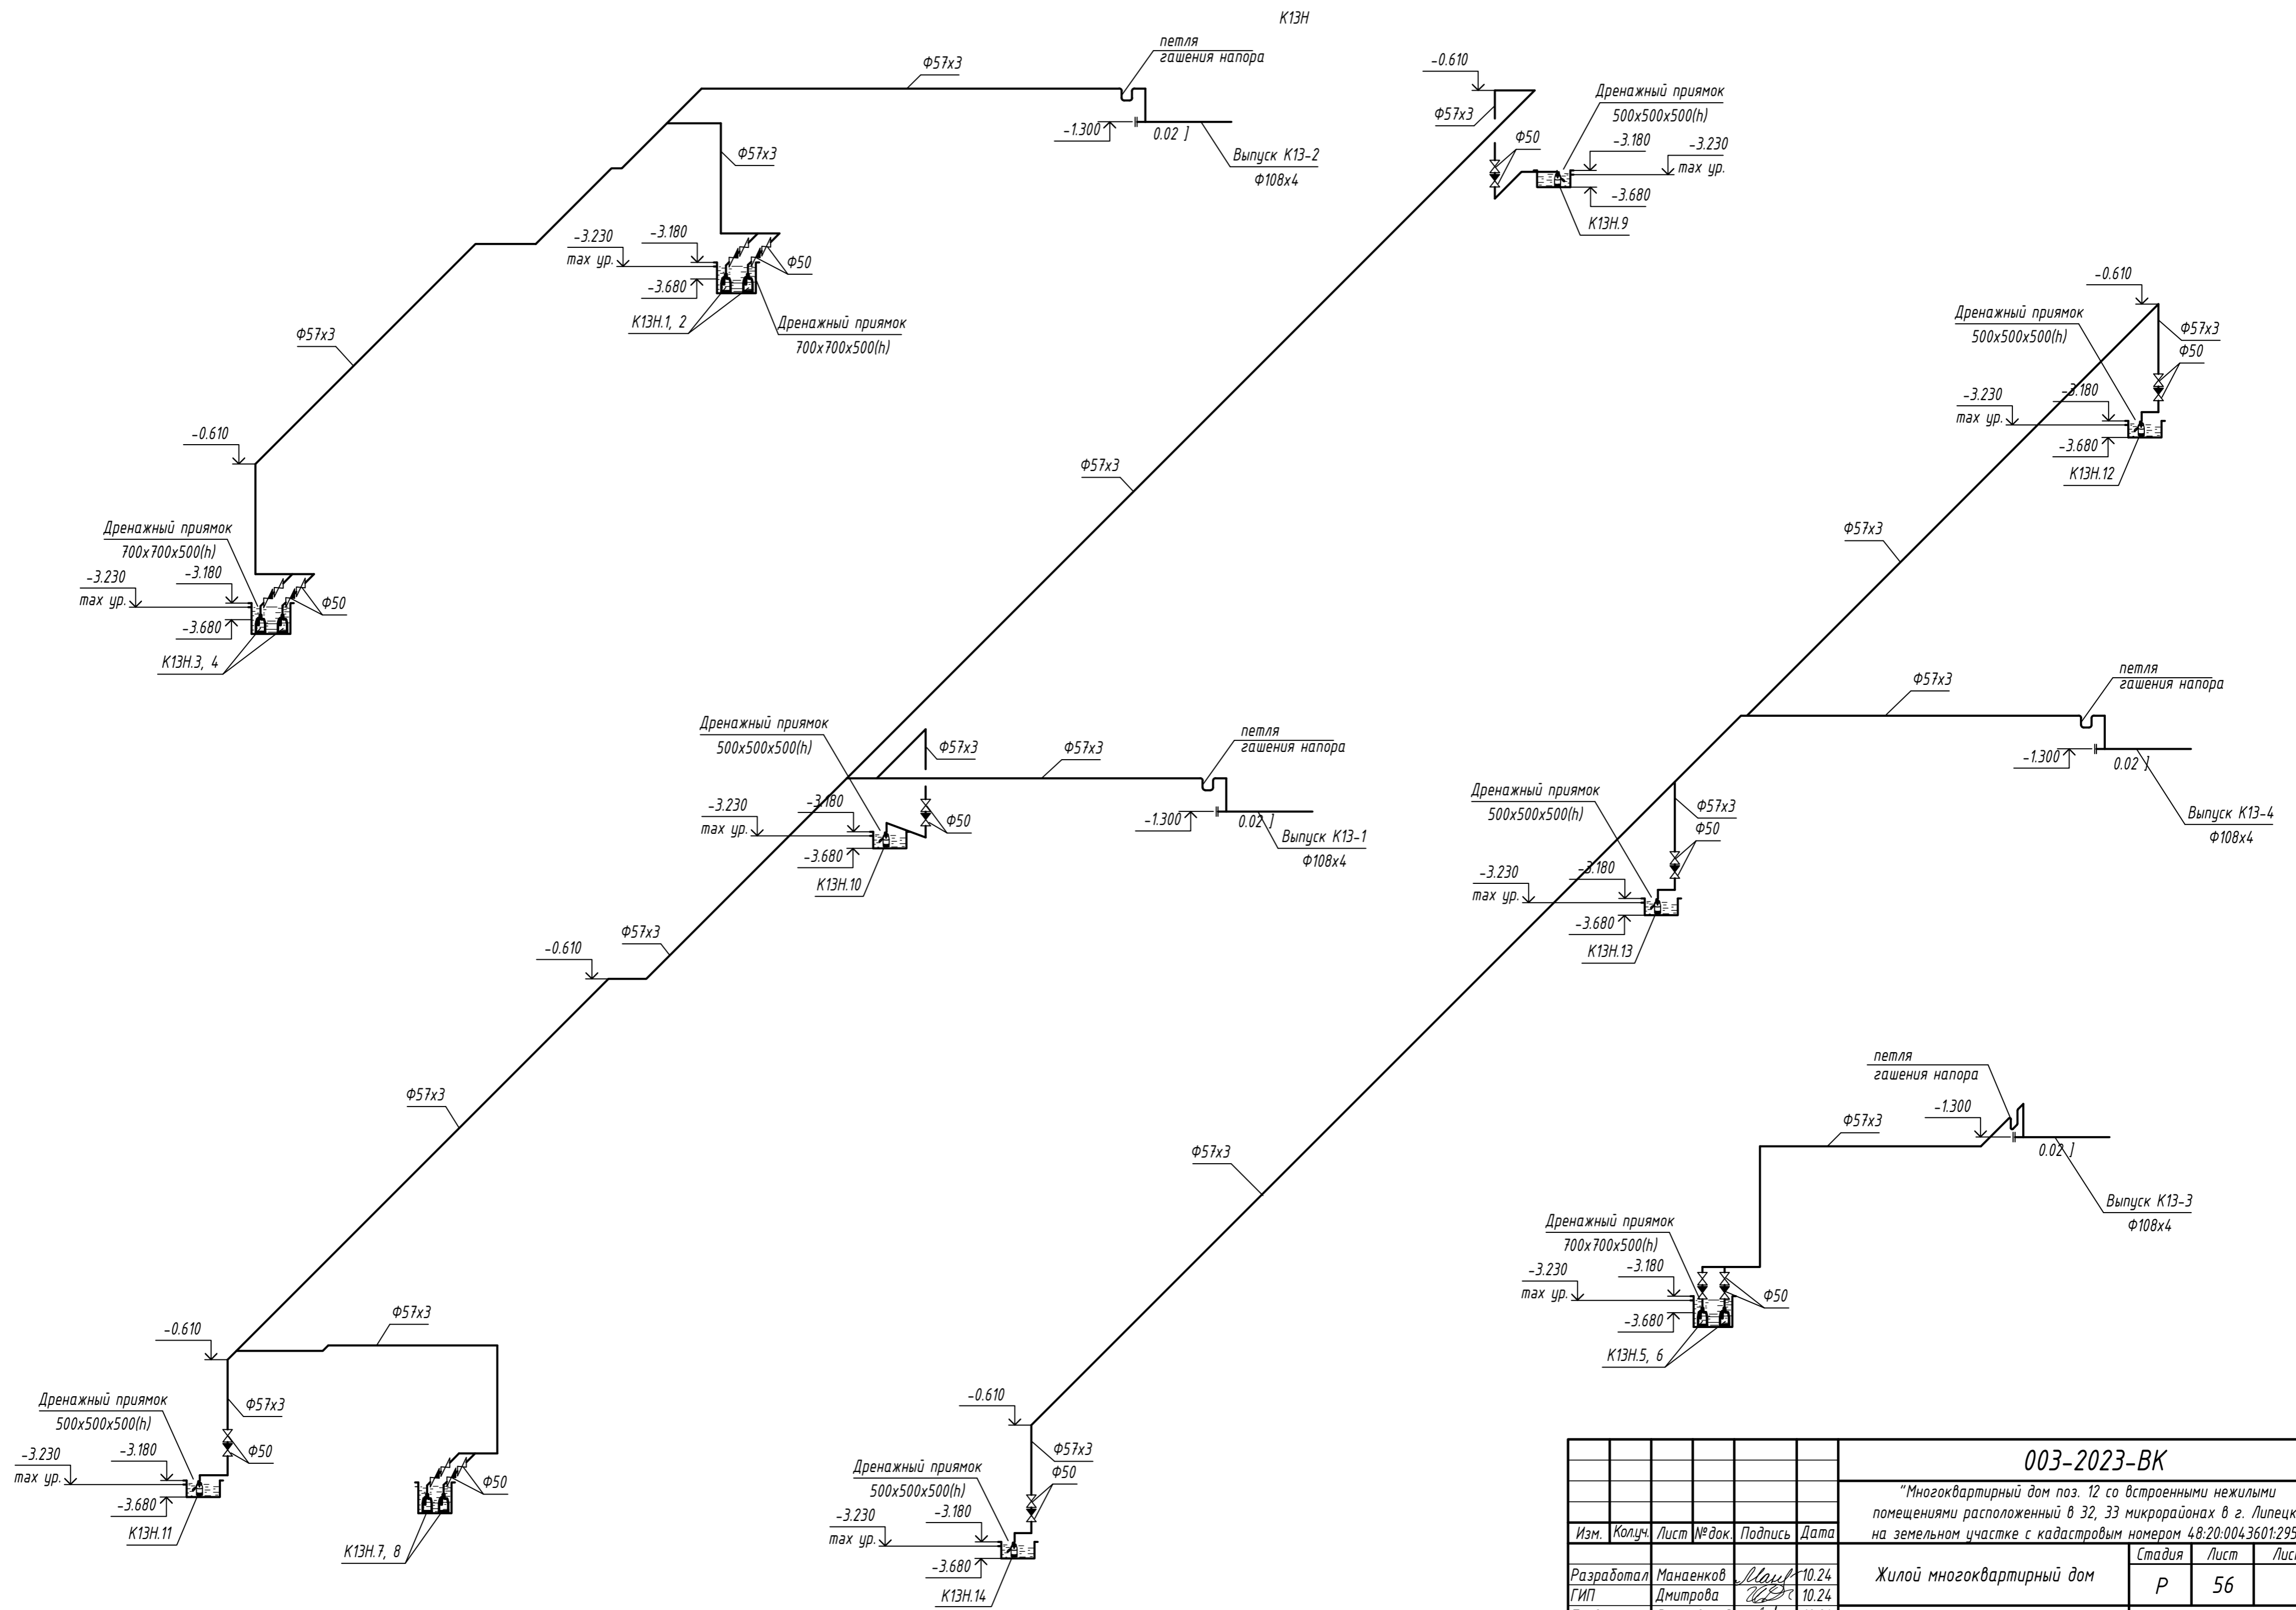 К13Н
петля
гашения напора
Ф57х3
-1.300
0.02
Выпуск К13-2
Ф108х4
Ф57х3
-3.230
max ур.
-3.180
-3.680
Ф50
К13Н.1, 2
Дренажный приямок
700х700х500(h)
Ф57х3
-0.610
Дренажный приямок
700х700х500(h)
-3.230
max ур.
-3.180
-3.680
Ф50
К13Н.3, 4
-0.610
Ф57х3
Ф50
Дренажный приямок
500х500х500(h)
-3.180
-3.230
max ур.
-3.680
К13Н.9
Ф57х3
-0.610
Дренажный приямок
500х500х500(h)
Ф57х3
Ф50
-3.230
max ур.
-3.180
-3.680
К13Н.12
Ф57х3
Дренажный приямок
500х500х500(h)
Ф57х3
Ф57х3
петля
гашения напора
-3.230
max ур.
-3.180
-3.680
Ф50
К13Н.10
-1.300
0.02
Выпуск К13-1
Ф108х4
Ф57х3
петля
гашения напора
-1.300
0.02
Выпуск К13-4
Ф108х4
Дренажный приямок
500х500х500(h)
Ф57х3
Ф50
-3.230
max ур.
-3.180
-3.680
К13Н.13
-0.610
Ф57х3
Ф57х3
Ф57х3
петля
гашения напора
-1.300
Ф57х3
0.02
Выпуск К13-3
Ф108х4
Дренажный приямок
700х700х500(h)
-3.230
max ур.
-3.180
-3.680
Ф50
К13Н.5, 6
-0.610
Ф57х3
Дренажный приямок
500х500х500(h)
Ф57х3
Ф50
-3.230
max ур.
-3.180
-3.680
К13Н.11
Ф50
К13Н.7, 8
-0.610
Дренажный приямок
500х500х500(h)
Ф57х3
Ф50
-3.230
max ур.
-3.180
-3.680
К13Н.14
003-2023-ВК
"Многоквартирный дом поз. 12 со встроенными нежилыми
помещениями расположенный в 32, 33 микрорайонах в г. Липецк
на земельном участке с кадастровым номером 48:20:0043601:295
Изм. Кол.уч. Лист №док. Подпись Дата
Разработал Манаенков 10.24
ГИП Дмитрова 10.24
Жилой многоквартирный дом
Стадия Лист
Р 56